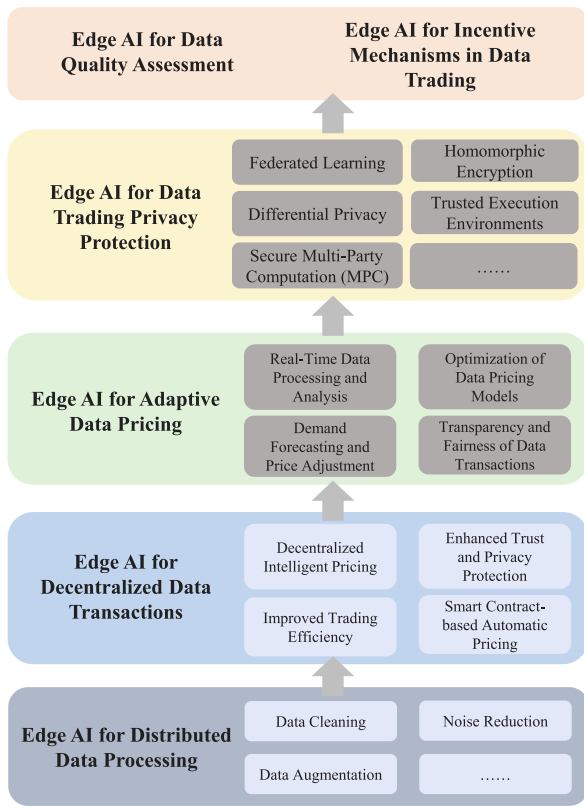 Edge AI for Data
Quality Assessment
Edge AI for Incentive
Mechanisms in Data
Trading
Edge AI for Data
Trading Privacy
Protection
Federated Learning
Homomorphic
Encryption
Differential Privacy
Trusted Execution
Environments
Secure Multi-Party
Computation (MPC)
......
Edge AI for Adaptive
Data Pricing
Real-Time Data
Processing and
Analysis
Optimization of
Data Pricing
Models
Demand
Forecasting and
Price Adjustment
Transparency and
Fairness of Data
Transactions
Edge AI for
Decentralized Data
Transactions
Decentralized
Intelligent Pricing
Enhanced Trust
and Privacy
Protection
Improved Trading
Efficiency
Smart Contract-
based Automatic
Pricing
Edge AI for Distributed
Data Processing
Data Cleaning
Noise Reduction
Data Augmentation
......